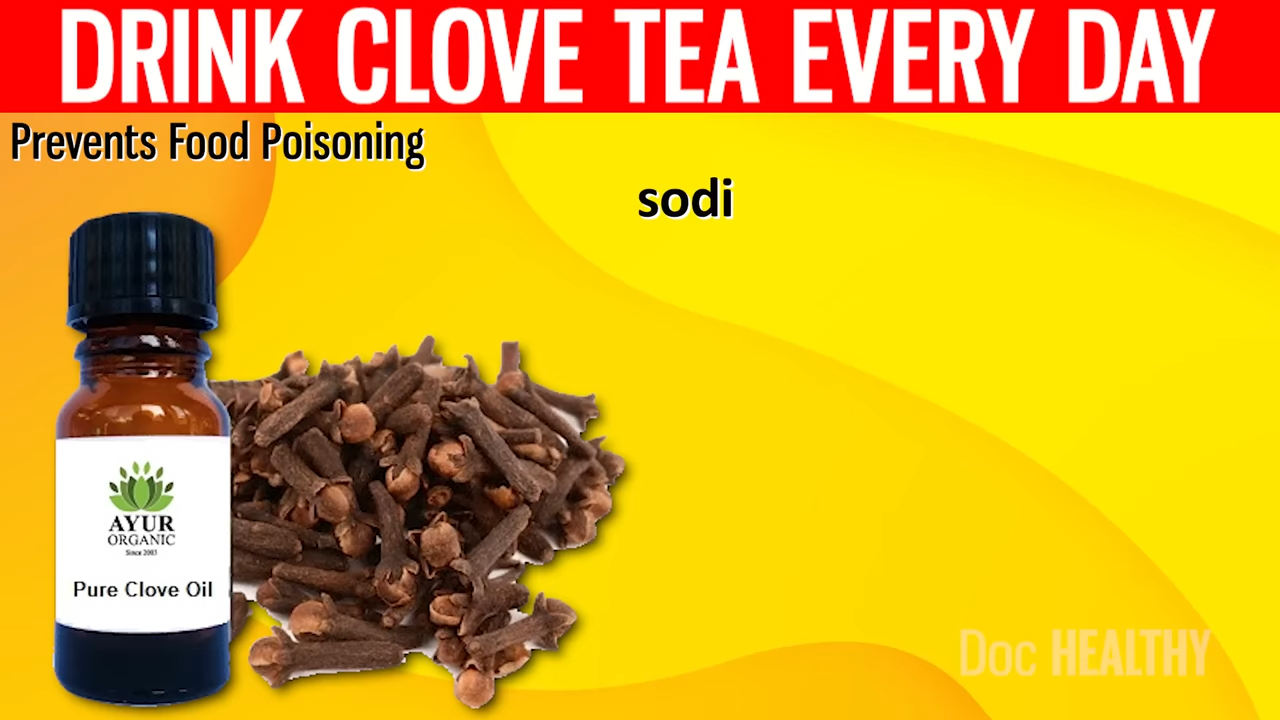 DRINK CLOVE TEA EVERY DAY
Prevents Food Poisoning
sodi
AYUR
ORGANIC
Since 2003
Pure Clove Oil
Doc HEALTHY